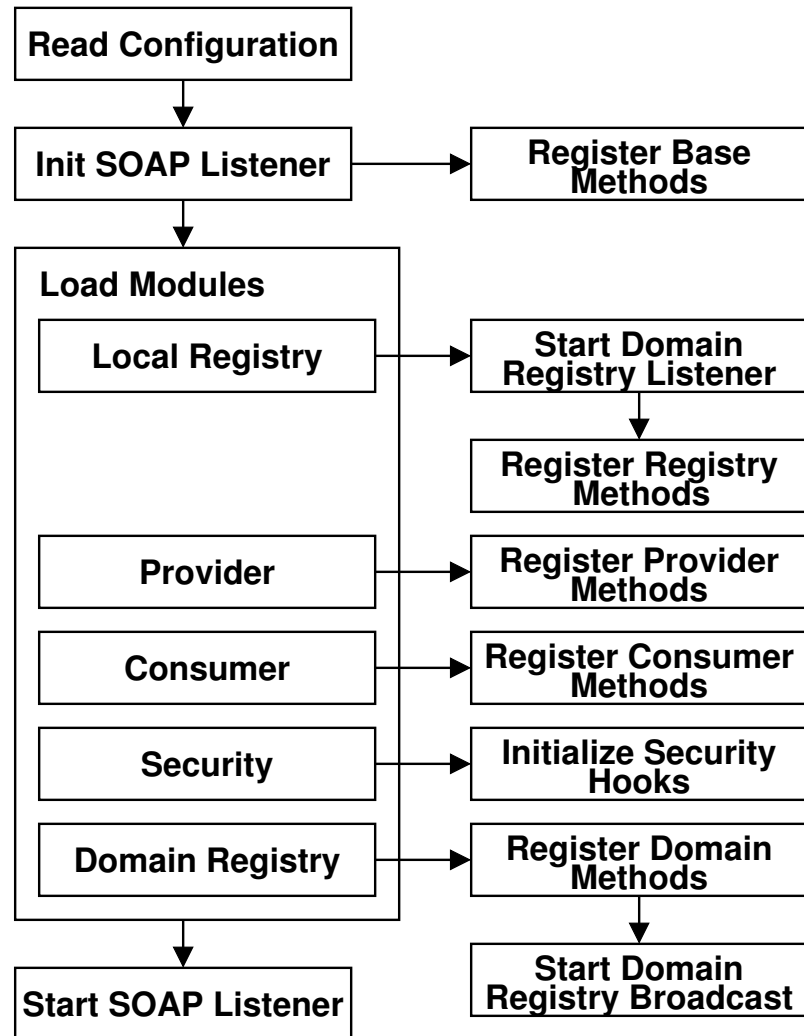 Read Configuration
Init SOAP Listener
Register Base
Methods
Load Modules
Local Registry
Start Domain
Registry Listener
Register Registry
Methods
Provider
Register Provider
Methods
Consumer
Register Consumer
Methods
Security
Initialize Security
Hooks
Domain Registry
Register Domain
Methods
Start SOAP Listener
Start Domain
Registry Broadcast